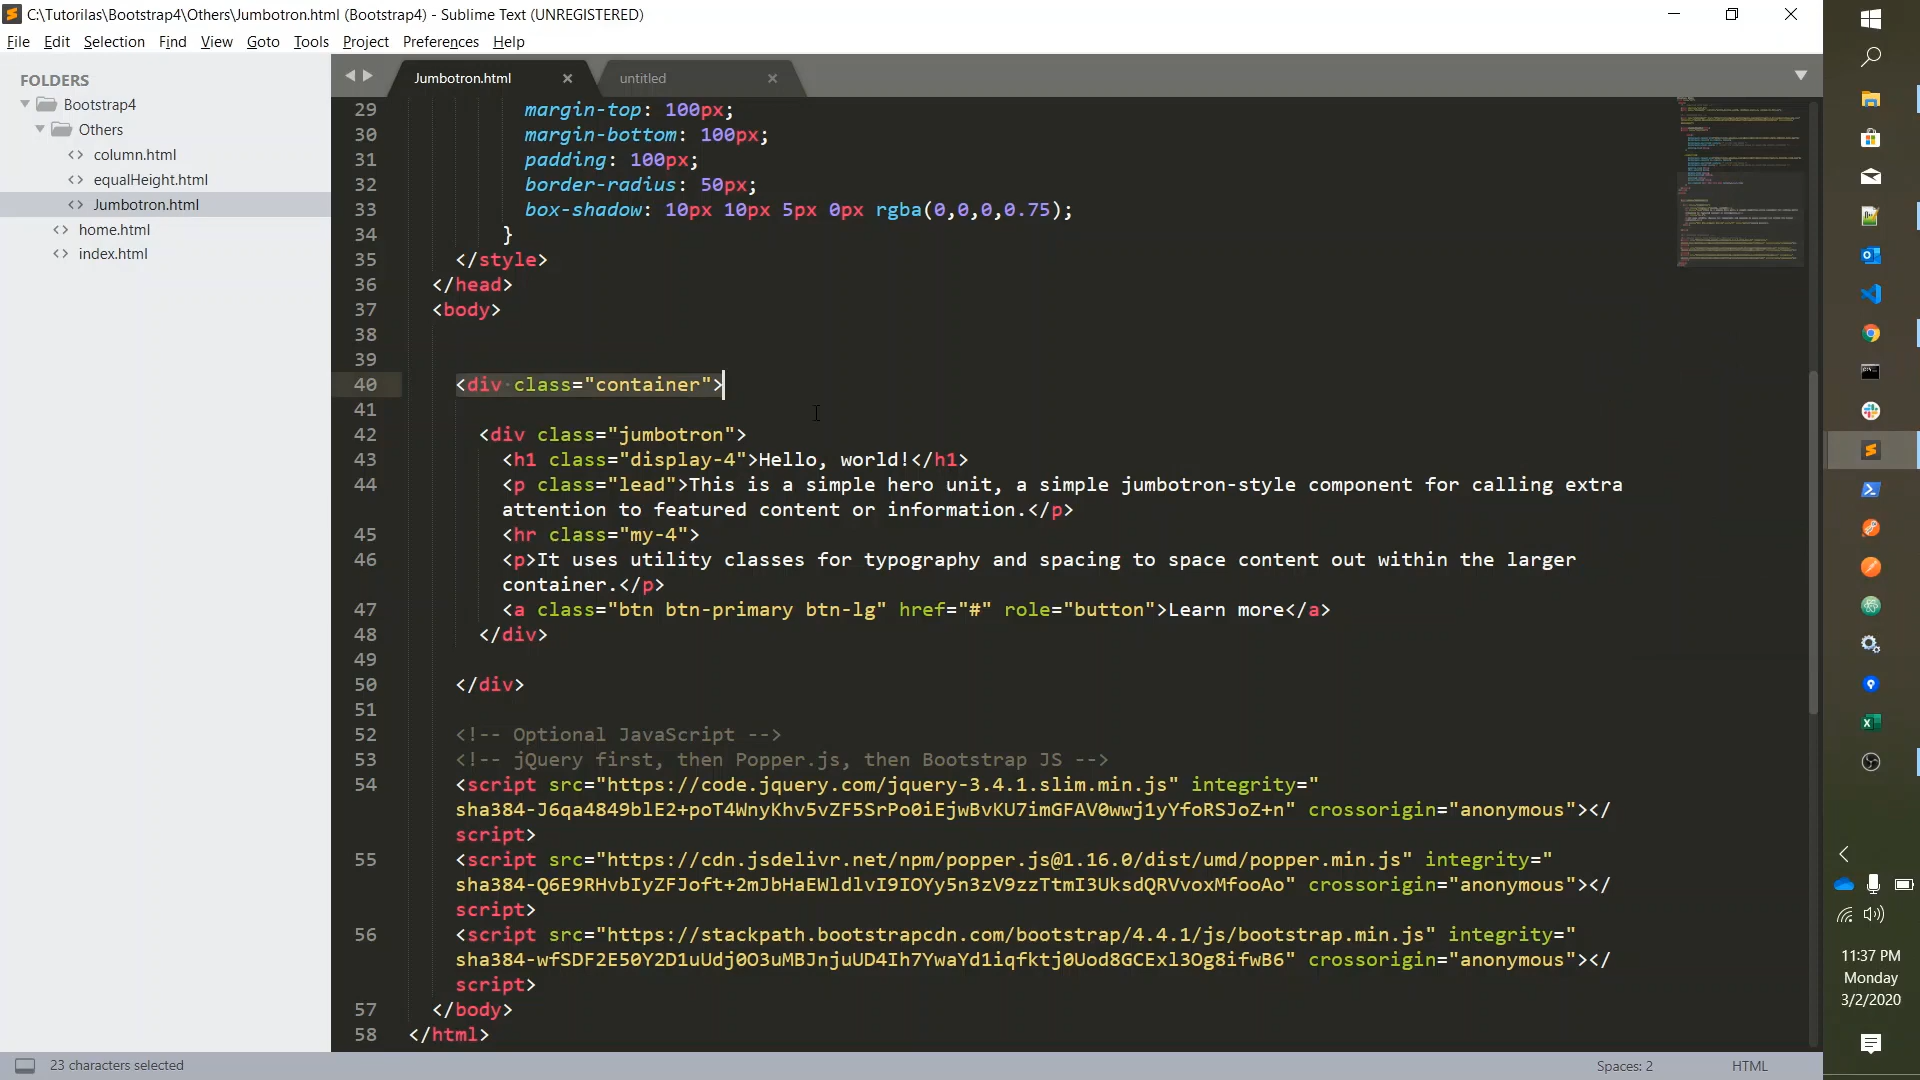 C:\Tutorilas\Bootstrap4\Others\Jumbotron.html (Bootstrap4) - Sublime Text (UNREGISTERED)
File Edit Selection Find View Goto Tools Project Preferences Help
FOLDERS
Bootstrap4
Others
column.html
equalHeight.html
Jumbotron.html
home.html
index.html
Jumbotron.html
untitled
29 margin-top: 100px;
30 margin-bottom: 100px;
31 padding: 100px;
32 border-radius: 50px;
33 box-shadow: 10px 10px 5px 0px rgba(0,0,0,0.75);
34 }
35 </style>
36 </head>
37 <body>
38
39
40 <div class="container">
41
42 <div class="jumbotron">
43 <h1 class="display-4">Hello, world!</h1>
44 <p class="lead">This is a simple hero unit, a simple jumbotron-style component for calling extra
attention to featured content or information.</p>
45 <hr class="my-4">
46 <p>It uses utility classes for typography and spacing to space content out within the larger
container.</p>
47 <a class="btn btn-primary btn-lg" href="#" role="button">Learn more</a>
48 </div>
49
50 </div>
51
52 <!-- Optional JavaScript -->
53 <!-- jQuery first, then Popper.js, then Bootstrap JS -->
54 <script src="https://code.jquery.com/jquery-3.4.1.slim.min.js" integrity="
sha384-J6qa4849blE2+poT4WnyKhv5vZF5SrPo0iEjwBvKU7imGFAV0wwj1yYfoRSJoZ+n" crossorigin="anonymous"></
script>
55 <script src="https://cdn.jsdelivr.net/npm/popper.js@1.16.0/dist/umd/popper.min.js" integrity="
sha384-Q6E9RHvbIyZFJoft+2mJbHaEWldlvI9IOYy5n3zV9zzTtmI3UksdQRVvoxMfooAo" crossorigin="anonymous"></
script>
56 <script src="https://stackpath.bootstrapcdn.com/bootstrap/4.4.1/js/bootstrap.min.js" integrity="
sha384-wfSDF2E50Y2D1uUdj0O3uMBJnjuUD4Ih7YwaYd1iqfktj0Uod8GCExl3Og8ifwB6" crossorigin="anonymous"></
script>
57 </body>
58 </html>
23 characters selected
Spaces: 2
HTML
11:37 PM
Monday
3/2/2020